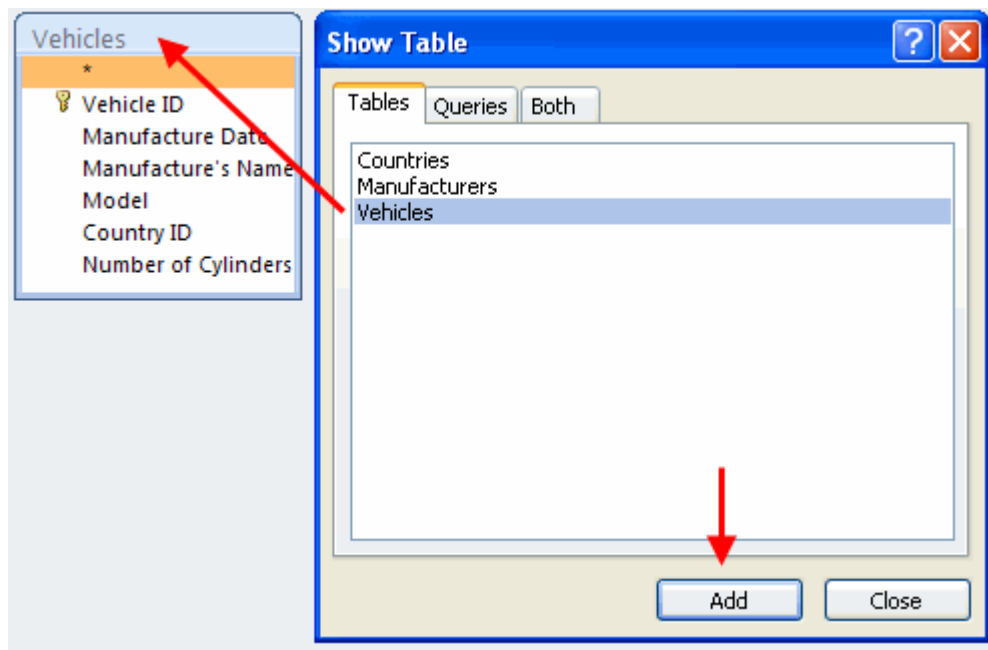 Vehicles
*
Vehicle ID
Manufacture Date
Manufacture's Name
Model
Country ID
Number of Cylinders
Show Table
?
Tables Queries Both
Countries
Manufacturers
Vehicles
Add Close